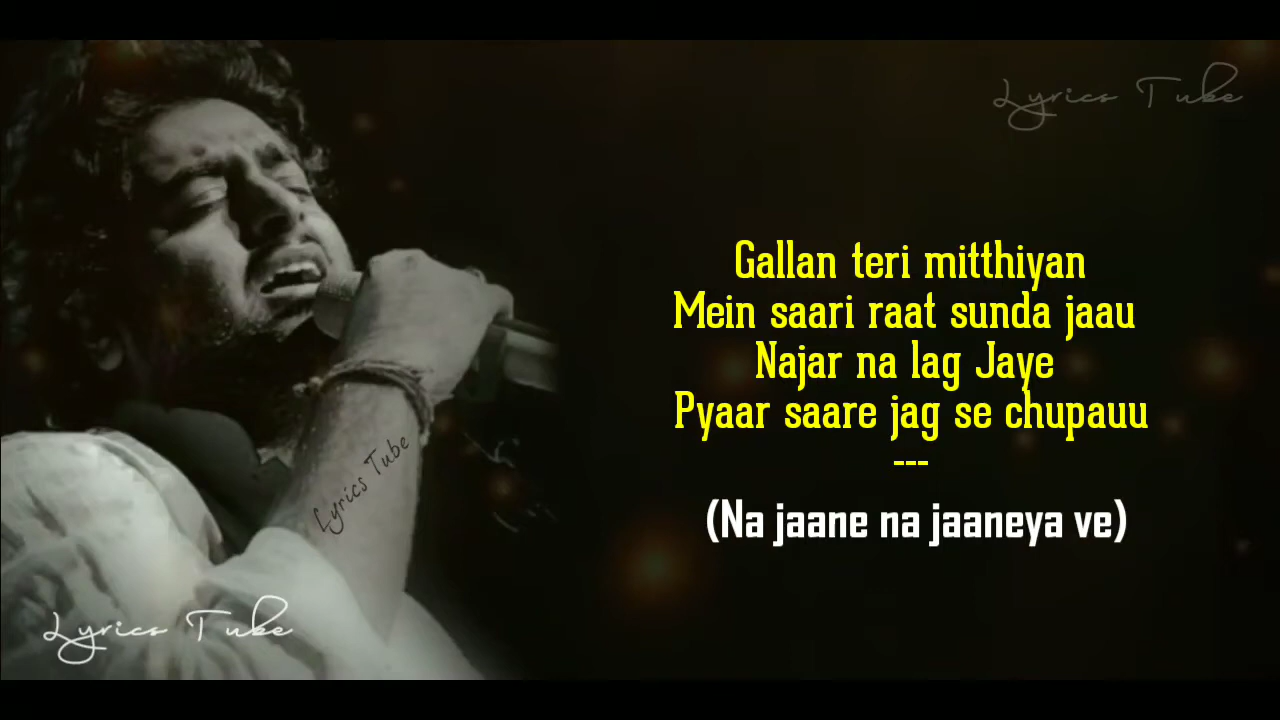 Lyrics Tube
Gallan teri mitthiyan
Mein saari raat sunda jaau
Najar na lag Jaye
Pyaar saare jag se chupauu
---
(Na jaane na jaaneya ve)
Lyrics Tube
Lyrics Tube